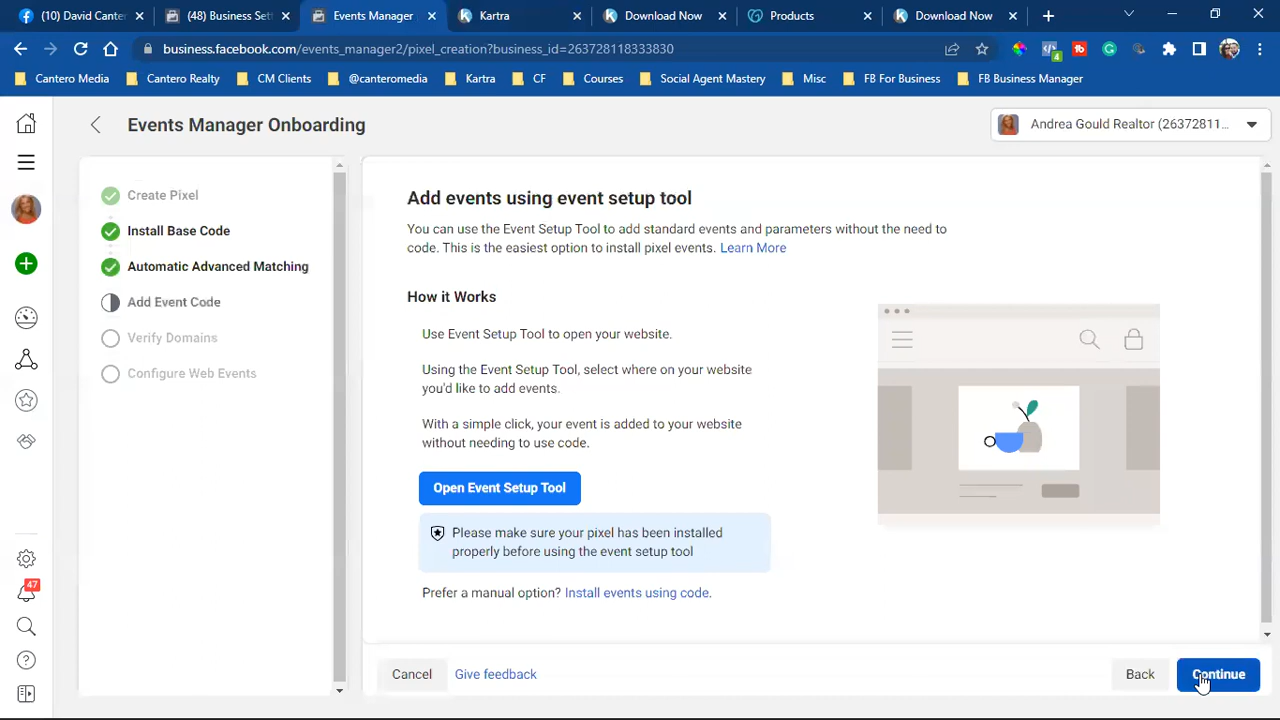 (10) David Canter
(48) Business Sett
Events Manager
Kartra
Download Now
Products
Download Now
business.facebook.com/events_manager2/pixel_creation?business_id=263728118333830
4
Cantero Media
Cantero Realty
CM Clients
@canteromedia
Kartra
CF
Courses
Social Agent Mastery
Misc
FB For Business
FB Business Manager
Events Manager Onboarding
Andrea Gould Realtor (26372811...
Create Pixel
Install Base Code
Automatic Advanced Matching
Add Event Code
Verify Domains
Configure Web Events
Add events using event setup tool
You can use the Event Setup Tool to add standard events and parameters without the need to
code. This is the easiest option to install pixel events. Learn More
How it Works
Use Event Setup Tool to open your website.
Using the Event Setup Tool, select where on your website
you'd like to add events.
With a simple click, your event is added to your website
without needing to use code.
Open Event Setup Tool
Please make sure your pixel has been installed
properly before using the event setup tool
Prefer a manual option? Install events using code.
47
Cancel
Give feedback
Back
Continue